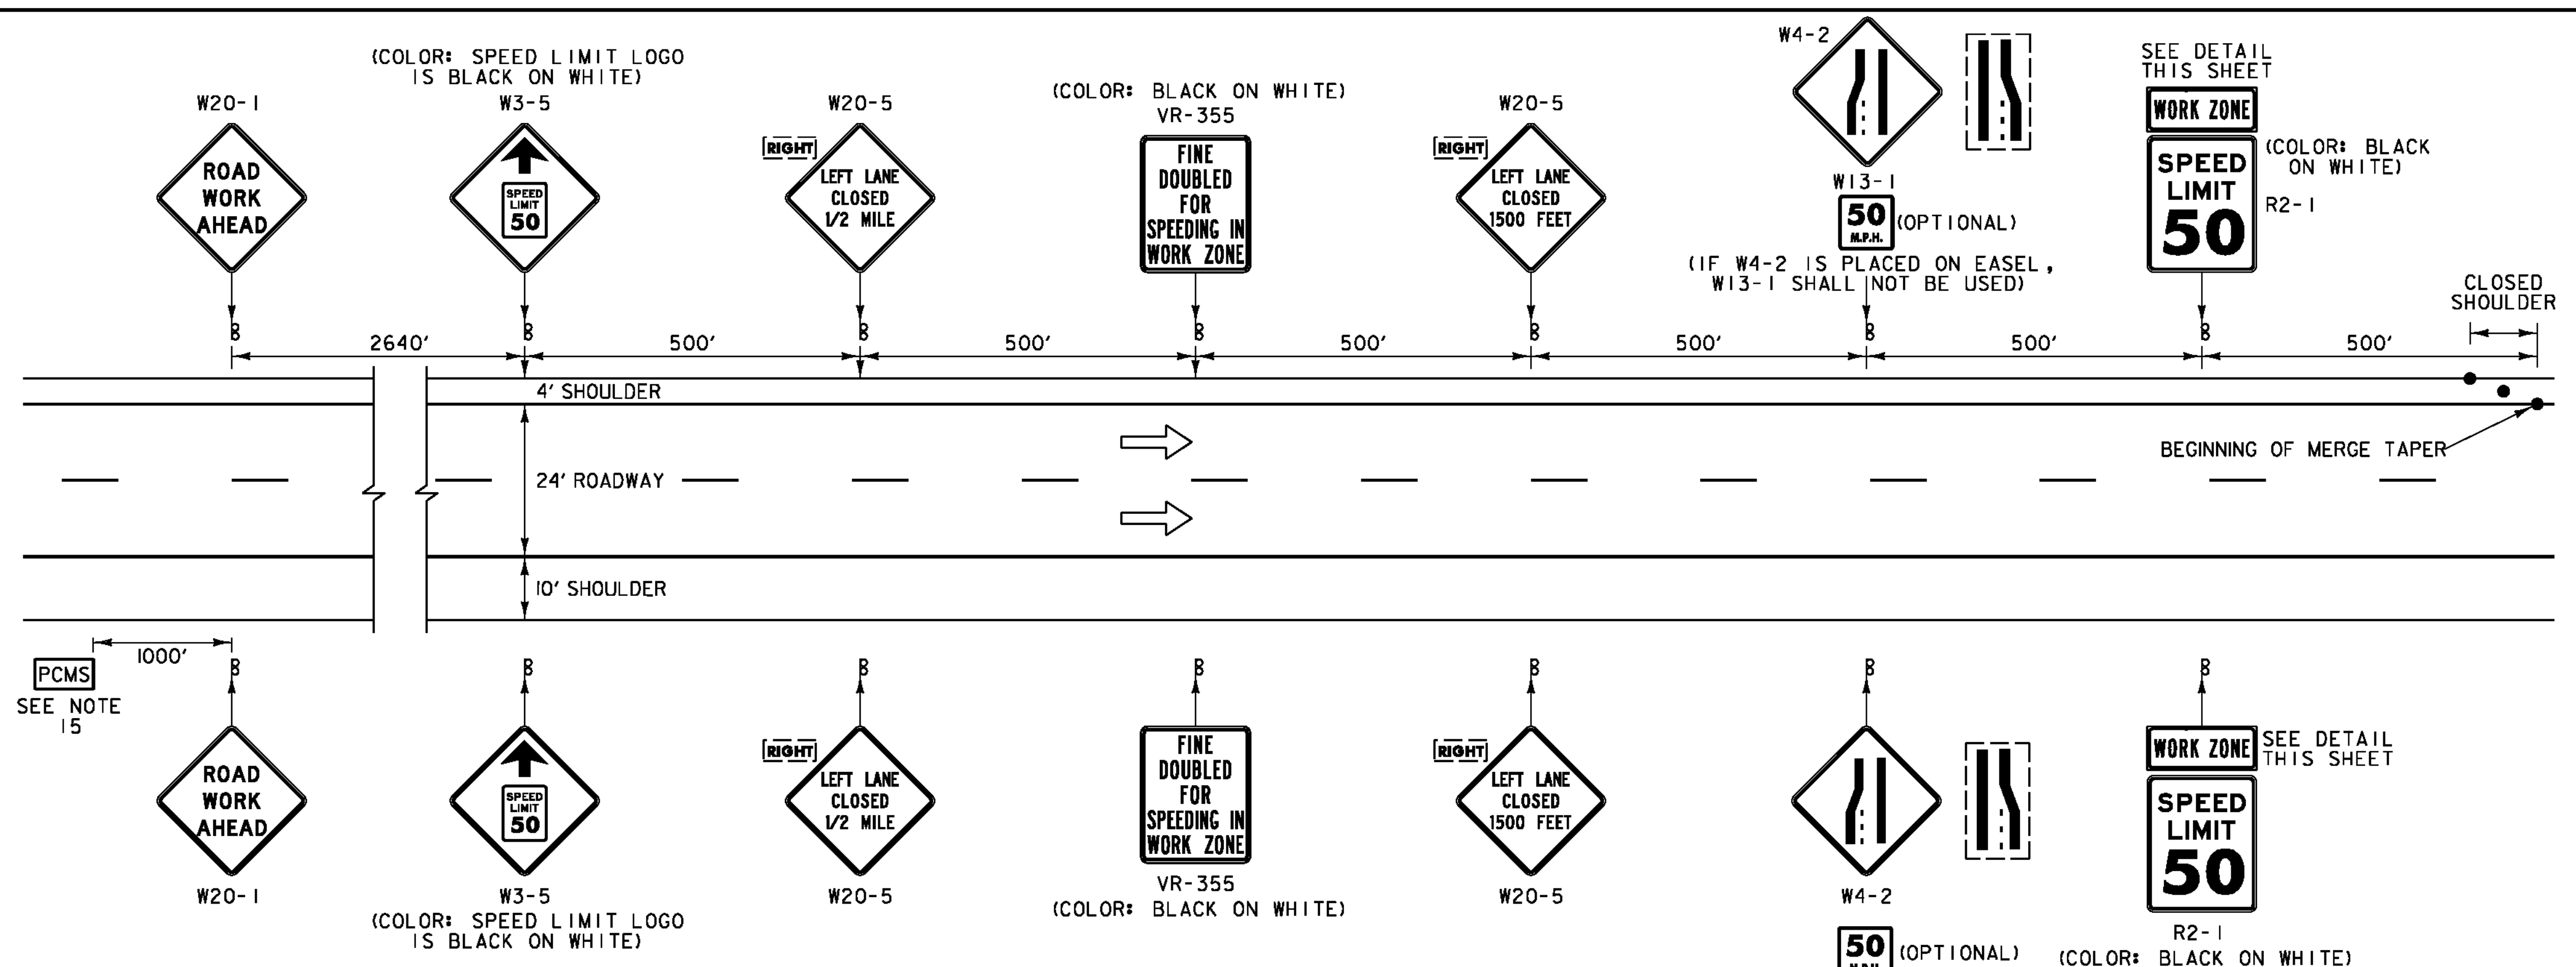 (COLOR: SPEED LIMIT LOGO
IS BLACK ON WHITE)
W20-1
W3-5
W20-5
(COLOR: BLACK ON WHITE)
VR-355
W20-5
W4-2
SEE DETAIL
THIS SHEET
ROAD
WORK
AHEAD
SPEED
LIMIT
50
RIGHT
LEFT LANE
CLOSED
1/2 MILE
FINE
DOUBLED
FOR
SPEEDING IN
WORK ZONE
RIGHT
LEFT LANE
CLOSED
1500 FEET
W13-1
50
M.P.H.
(OPTIONAL)
(IF W4-2 IS PLACED ON EASEL,
W13-1 SHALL NOT BE USED)
WORK ZONE
SPEED
LIMIT
50
(COLOR: BLACK
ON WHITE)
R2-1
CLOSED
SHOULDER
2640'
500'
500'
500'
500'
500'
500'
4' SHOULDER
BEGINNING OF MERGE TAPER
24' ROADWAY
10' SHOULDER
1000'
PCMS
SEE NOTE
15
ROAD
WORK
AHEAD
W20-1
SPEED
LIMIT
50
W3-5
(COLOR: SPEED LIMIT LOGO
IS BLACK ON WHITE)
RIGHT
LEFT LANE
CLOSED
1/2 MILE
W20-5
FINE
DOUBLED
FOR
SPEEDING IN
WORK ZONE
VR-355
(COLOR: BLACK ON WHITE)
RIGHT
LEFT LANE
CLOSED
1500 FEET
W20-5
W4-2
50
(OPTIONAL)
WORK ZONE
SEE DETAIL
THIS SHEET
SPEED
LIMIT
50
R2-1
(COLOR: BLACK ON WHITE)